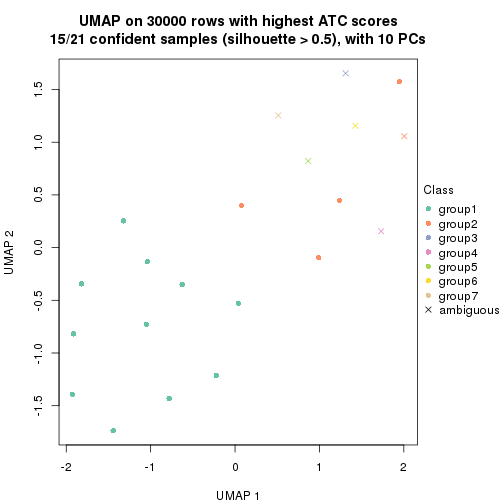 UMAP on 30000 rows with highest ATC scores
15/21 confident samples (silhouette > 0.5), with 10 PCs
1.5
1.0
0.5
0.0
-0.5
-1.0
-1.5
UMAP 2
-2
-1
0
1
2
UMAP 1
Class
group1
group2
group3
group4
group5
group6
group7
ambiguous